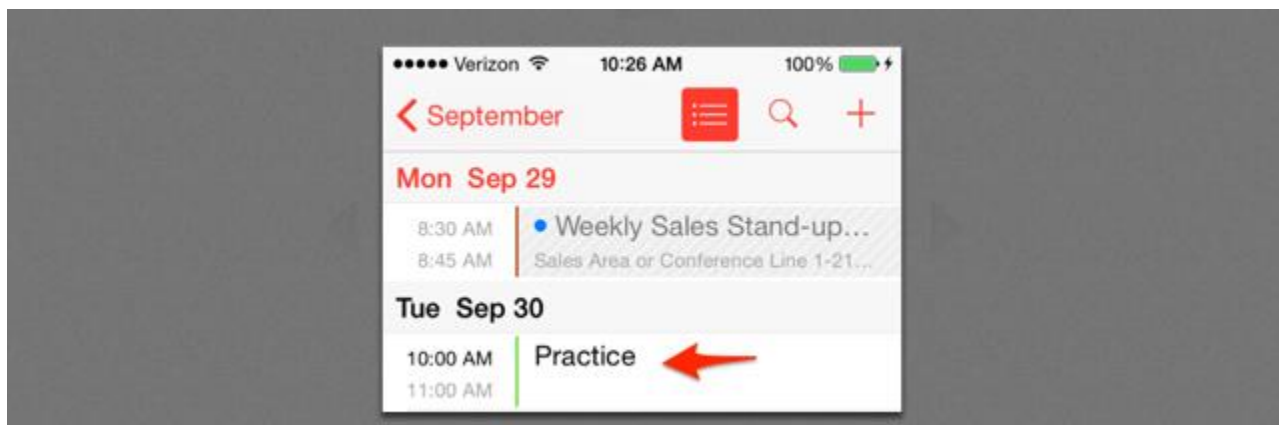 Verizon 10:26 AM 100%
September
Mon Sep 29
8:30 AM Weekly Sales Stand-up...
8:45 AM Sales Area or Conference Line 1-21...
Tue Sep 30
10:00 AM Practice
11:00 AM